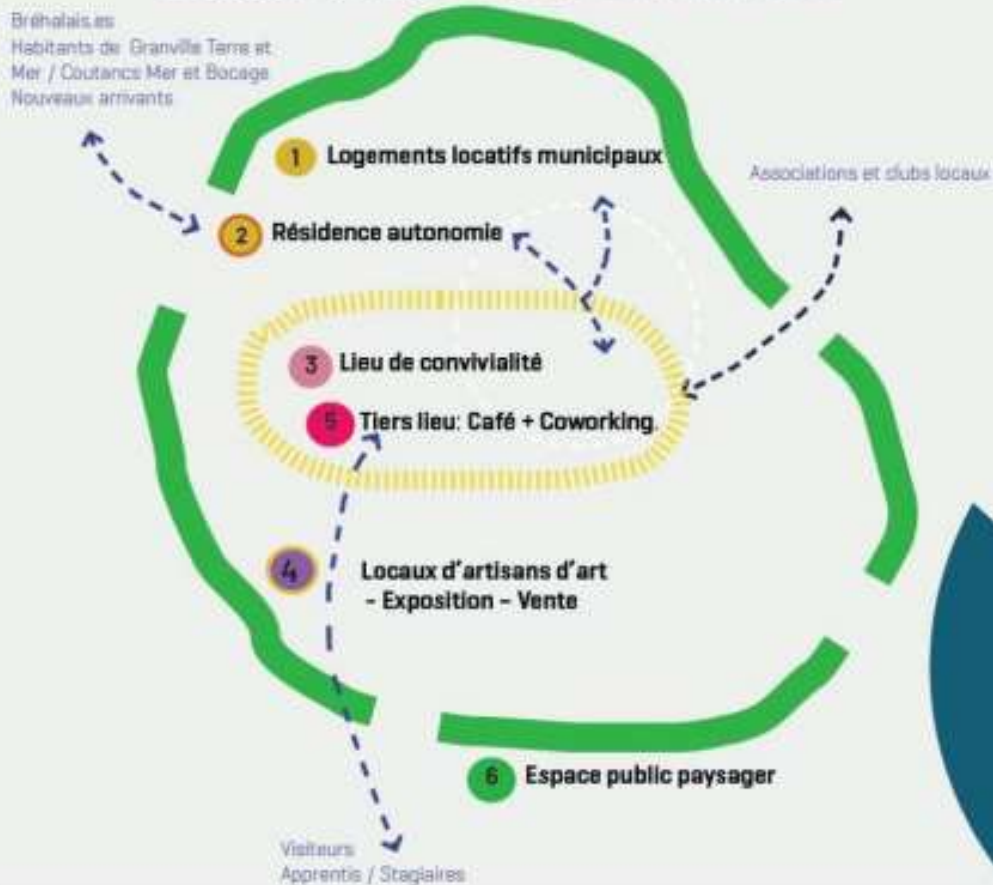 Bréhalais.es
Habitants de Granville Terre et
Mer / Coutancs Mer et Bocage
Nouveaux arrivants
1 Logements locatifs municipaux
Associations et clubs locaux
2 Résidence autonomie
3 Lieu de convivialité
5 Tiers lieu: Café + Coworking
4 Locaux d'artisans d'art
- Exposition - Vente
6 Espace public paysager
Visiteurs
Apprentis / Stagiaires